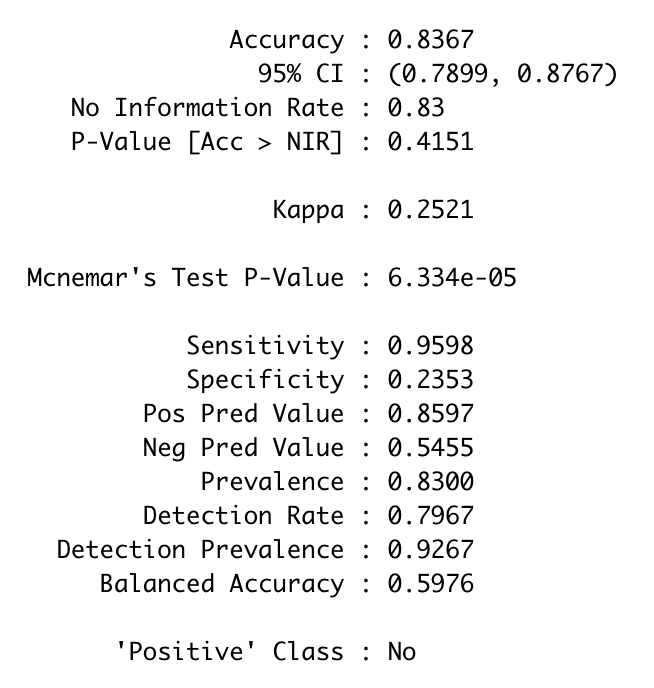 Accuracy : 0.8367
95% CI : (0.7899, 0.8767)
No Information Rate : 0.83
P-Value [Acc > NIR] : 0.4151
Kappa : 0.2521
Mcnemar's Test P-Value : 6.334e-05
Sensitivity : 0.9598
Specificity : 0.2353
Pos Pred Value : 0.8597
Neg Pred Value : 0.5455
Prevalence : 0.8300
Detection Rate : 0.7967
Detection Prevalence : 0.9267
Balanced Accuracy : 0.5976
'Positive' Class : No